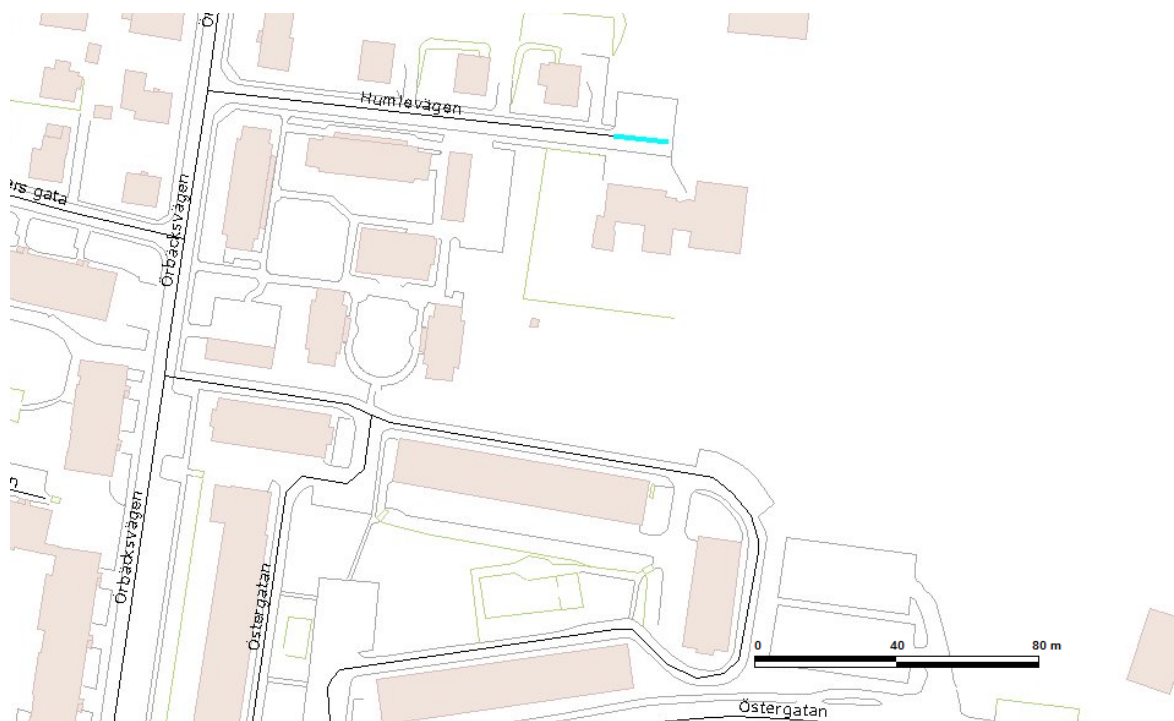 Humlevägen
Örbäcksvägen
Örbäcksvägen
Östergatan
0 40 80 m
Östergatan